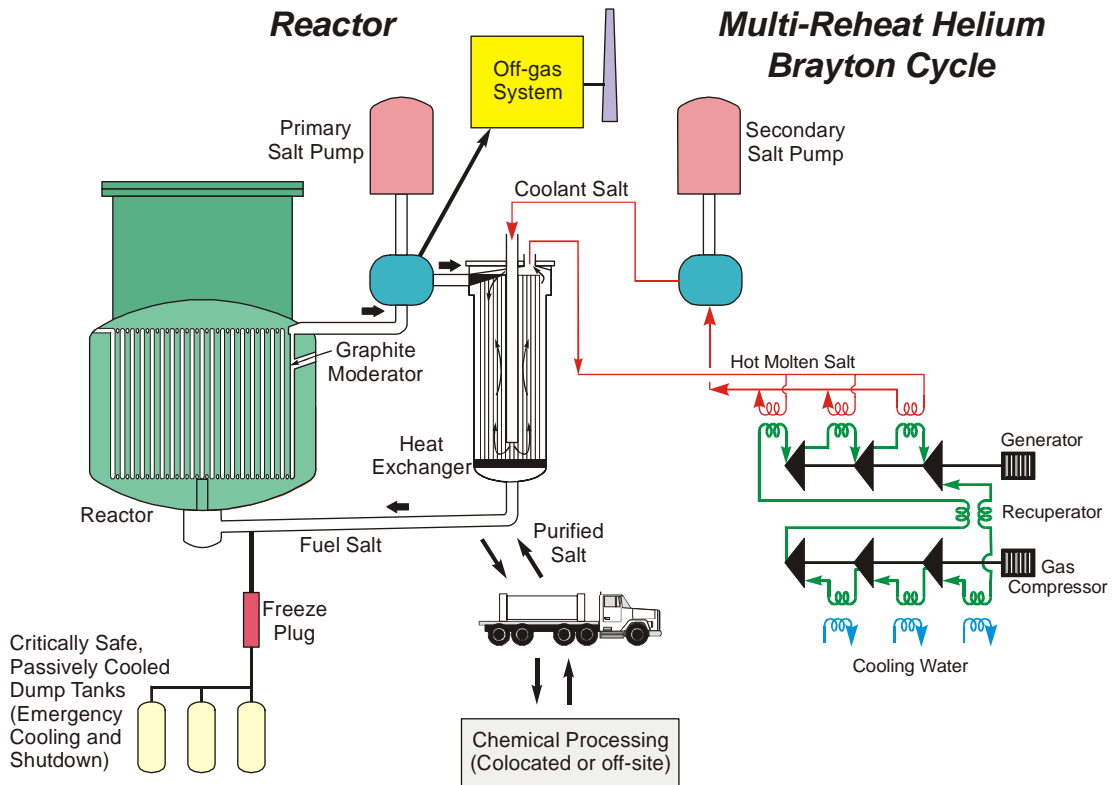 Reactor
Multi-Reheat Helium
Brayton Cycle
Off-gas
System
Primary
Salt Pump
Secondary
Salt Pump
Coolant Salt
Graphite
Moderator
Hot Molten Salt
Heat
Exchanger
Generator
Reactor
Recuperator
Fuel Salt
Purified
Salt
Gas
Compressor
Freeze
Plug
Cooling Water
Critically Safe,
Passively Cooled
Dump Tanks
(Emergency
Cooling and
Shutdown)
Chemical Processing
(Colocated or off-site)